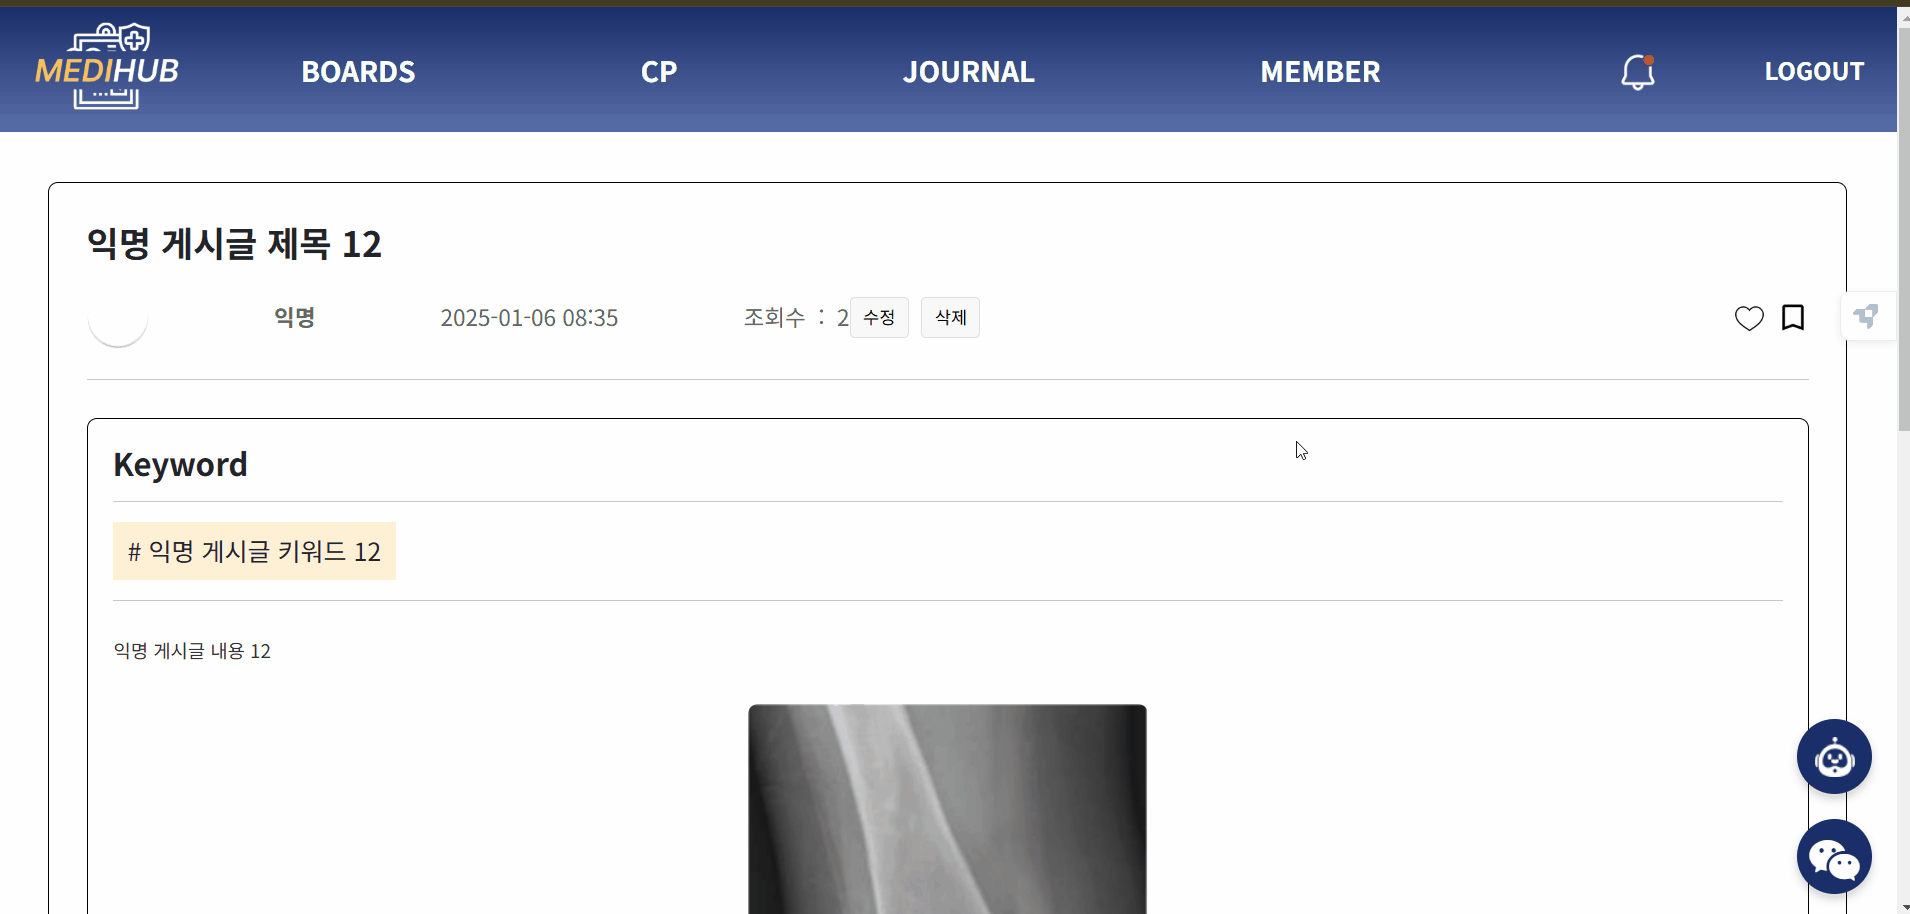 MEDIHUB
BOARDS CP JOURNAL MEMBER LOGOUT
익명 게시글 제목 12
익명 2025-01-06 08:35 조회수 : 2 수정 삭제
Keyword
# 익명 게시글 키워드 12
익명 게시글 내용 12